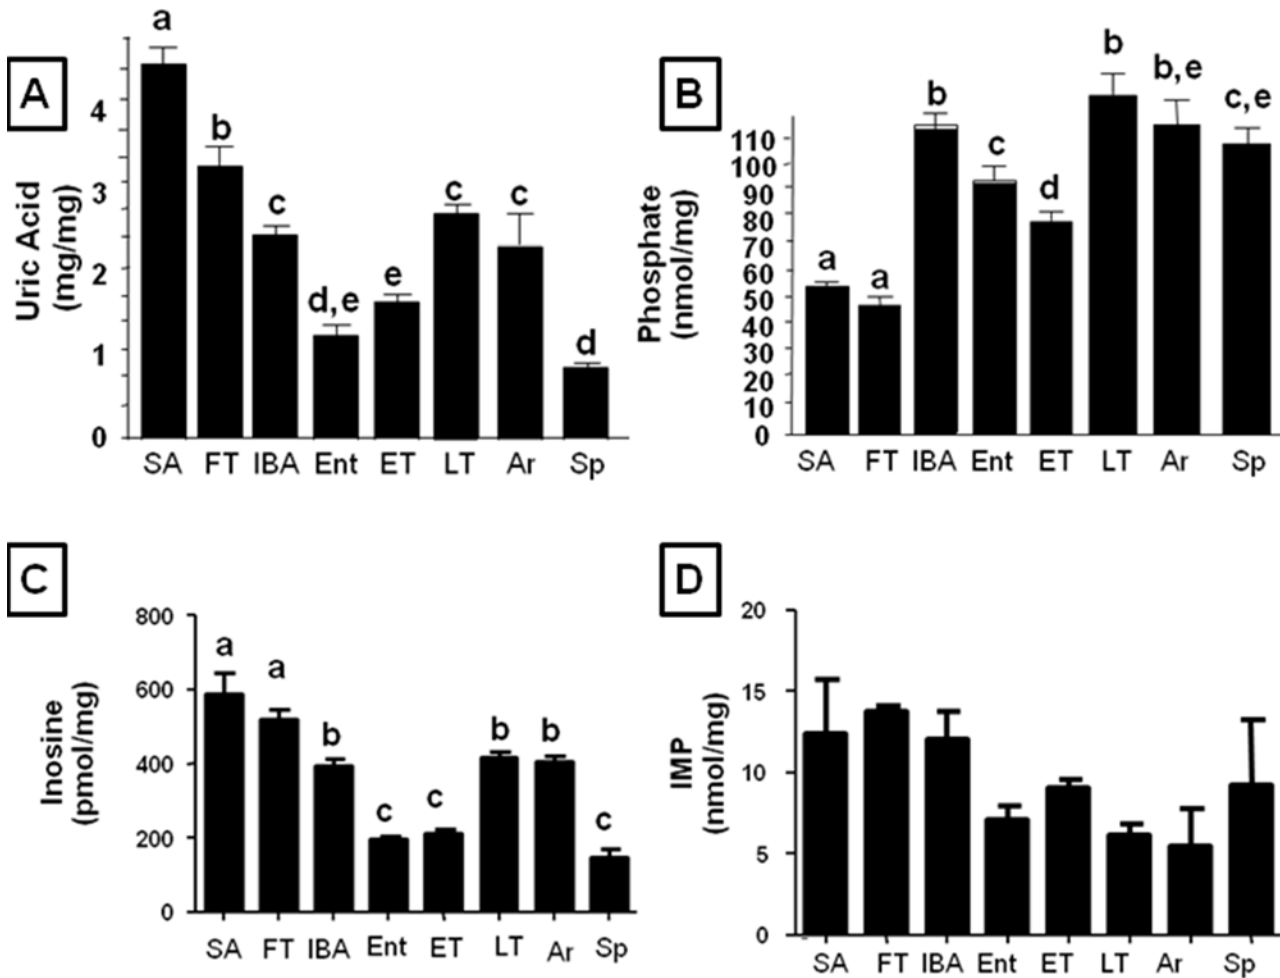 A
Uric Acid
(mg/mg)
4
3
2
1
0
a
b
c
d,e
e
c
c
d
SA FT IBA Ent ET LT Ar Sp
B
Phosphate
(nmol/mg)
110
100
90
80
70
60
50
40
30
20
10
0
a
a
b
c
d
b
b,e
c,e
SA FT IBA Ent ET LT Ar Sp
C
Inosine
(pmol/mg)
800
600
400
200
0
a
a
b
c
c
b
b
c
SA FT IBA Ent ET LT Ar Sp
D
IMP
(nmol/mg)
20
15
10
5
0
SA FT IBA Ent ET LT Ar Sp